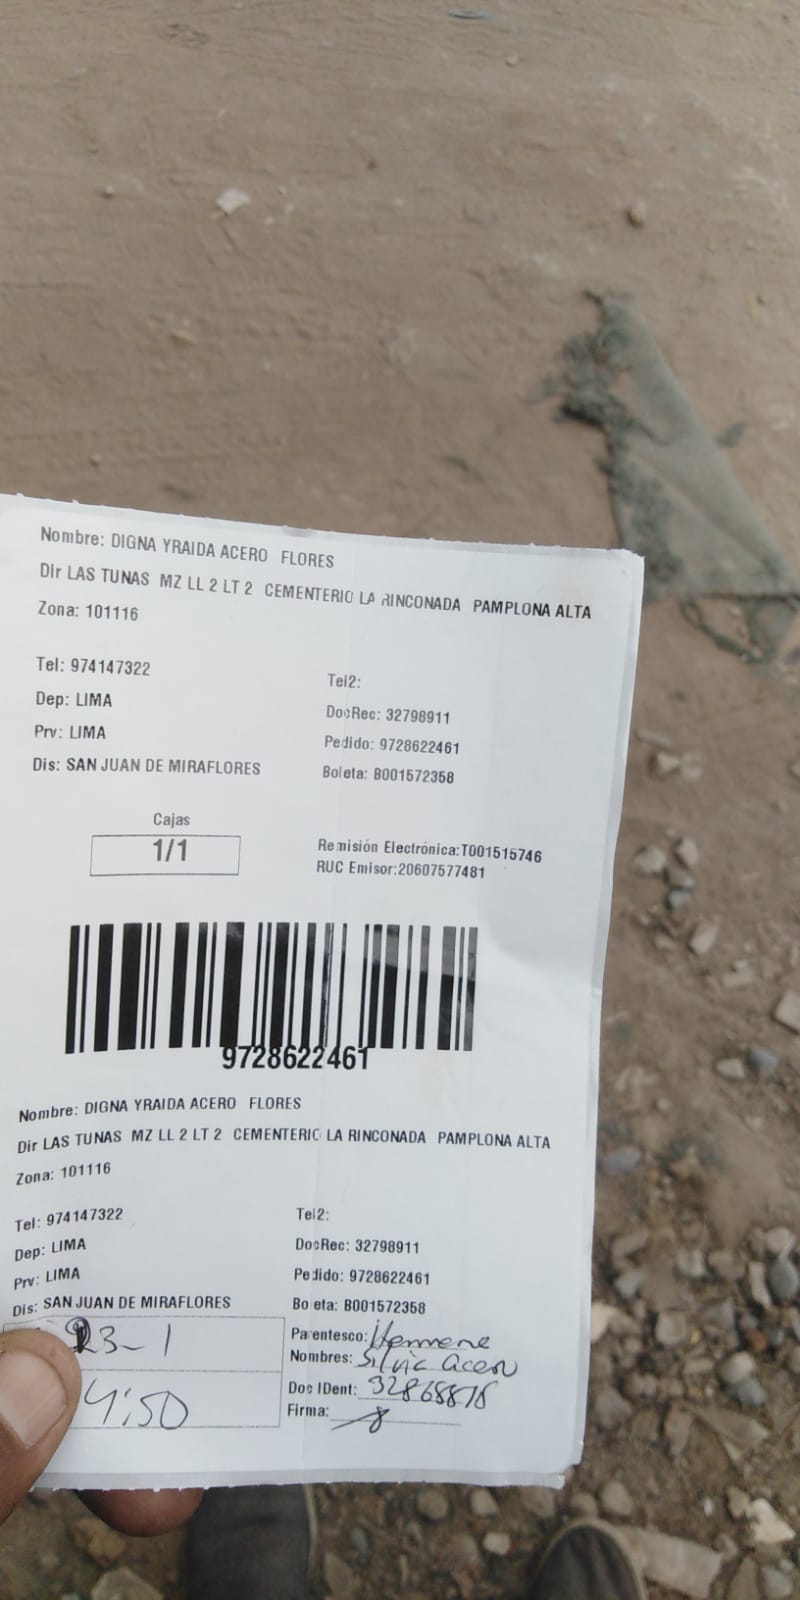 Nombre: DIGNA YRAIDA ACERO FLORES
Dir LAS TUNAS MZ LL 2 LT 2 CEMENTERIO LA RINCONADA PAMPLONA ALTA
Zona: 101116
Tel: 974147322
Tel2:
Dep: LIMA
DocRec: 32798911
Prv: LIMA
Pedido: 9728622461
Dis: SAN JUAN DE MIRAFLORES
Boleta: B001572358
Cajas
1/1
Remisión Electrónica:T001515746
RUC Emisor:20607577481
9728622461
Nombre: DIGNA YRAIDA ACERO FLORES
Dir LAS TUNAS MZ LL 2 LT 2 CEMENTERIO LA RINCONADA PAMPLONA ALTA
Zona: 101116
Tel: 974147322
Tel2:
Dep: LIMA
DocRec: 32798911
Prv: LIMA
Pedido: 9728622461
Dis: SAN JUAN DE MIRAFLORES
Boleta: B001572358
23-1
Parentesco:
Nombres: Silvia Acero
4:50
Doc IDent: 32868818
Firma: